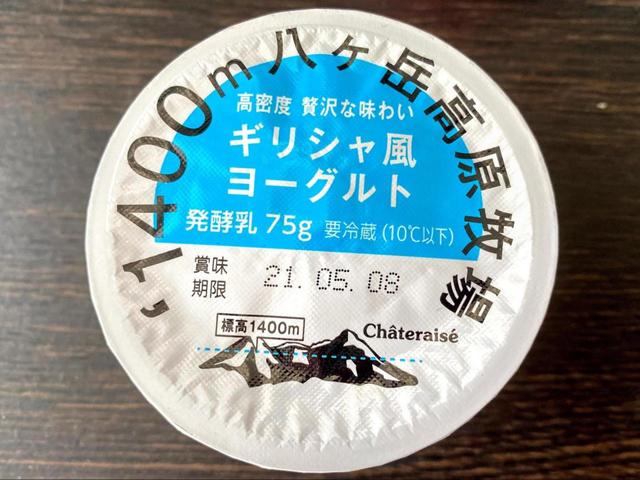 1400m八ヶ岳高原牧場
高密度 贅沢な味わい
ギリシャ風
ヨーグルト
発酵乳 75g 要冷蔵 (10℃以下)
賞味
期限
21. 05. 08
標高1400m
Châteraisé